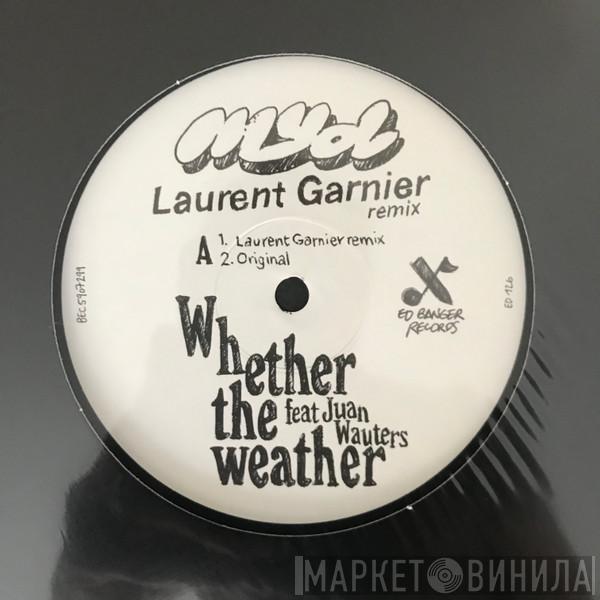 myd
Laurent Garnier
remix
A 1. Laurent Garnier remix
2. Original
BEC5907299
ED BANGER
RECORDS
ED 126
Whether
the feat Juan
Wauters
weather
МАРКЕТ ВИНИЛА